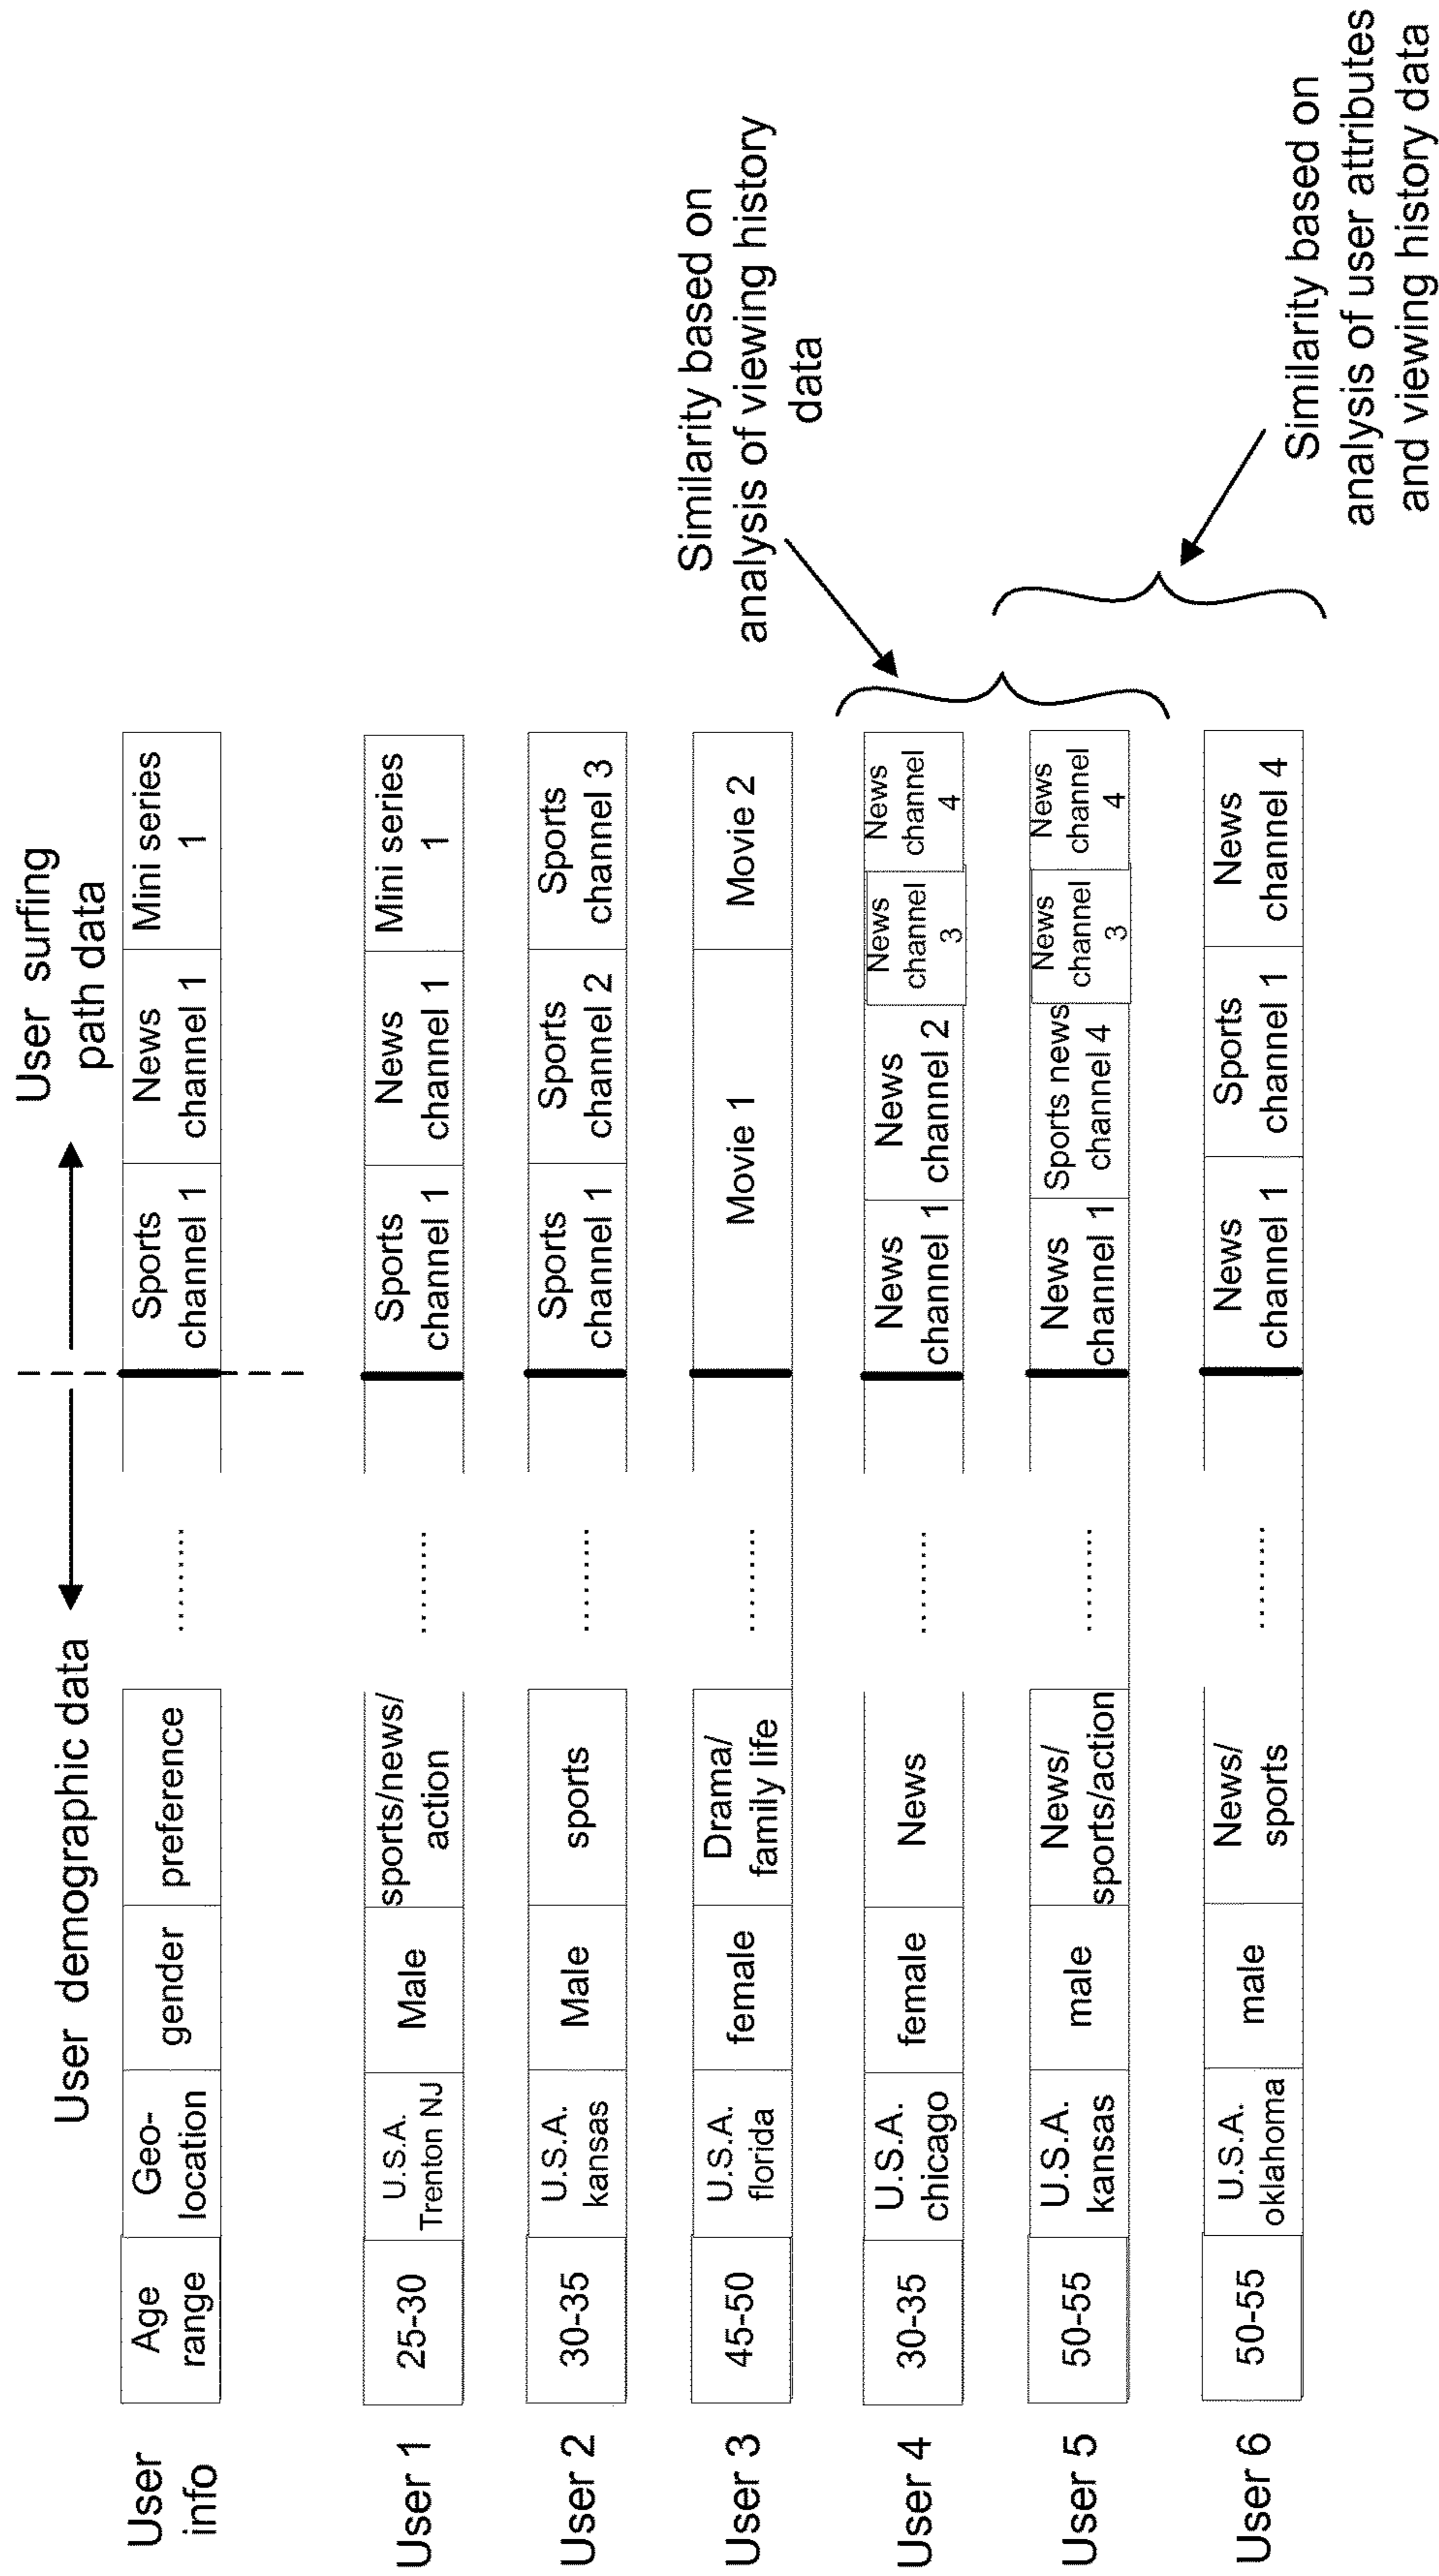 User demographic data
User surfing
path data
User
info
Age
range
Geo-
location
gender
preference
.........
Sports
channel 1
News
channel 1
Mini series
1
User 1
25-30
U.S.A.
Trenton NJ
Male
sports/news/
action
.........
Sports
channel 1
News
channel 1
Mini series
1
User 2
30-35
U.S.A.
kansas
Male
sports
.........
Sports
channel 1
Sports
channel 2
Sports
channel 3
User 3
45-50
U.S.A.
florida
female
Drama/
family life
.........
Movie 1
Movie 2
Similarity based on
analysis of viewing history
data
User 4
30-35
U.S.A.
chicago
female
News
.........
News
channel 1
News
channel 2
News
channel
3
News
channel
4
User 5
50-55
U.S.A.
kansas
male
News/
sports/action
.........
News
channel 1
Sports news
channel 4
News
channel
3
News
channel
4
User 6
50-55
U.S.A.
oklahoma
male
News/
sports
.........
News
channel 1
Sports
channel 1
News
channel 4
Similarity based on
analysis of user attributes
and viewing history data